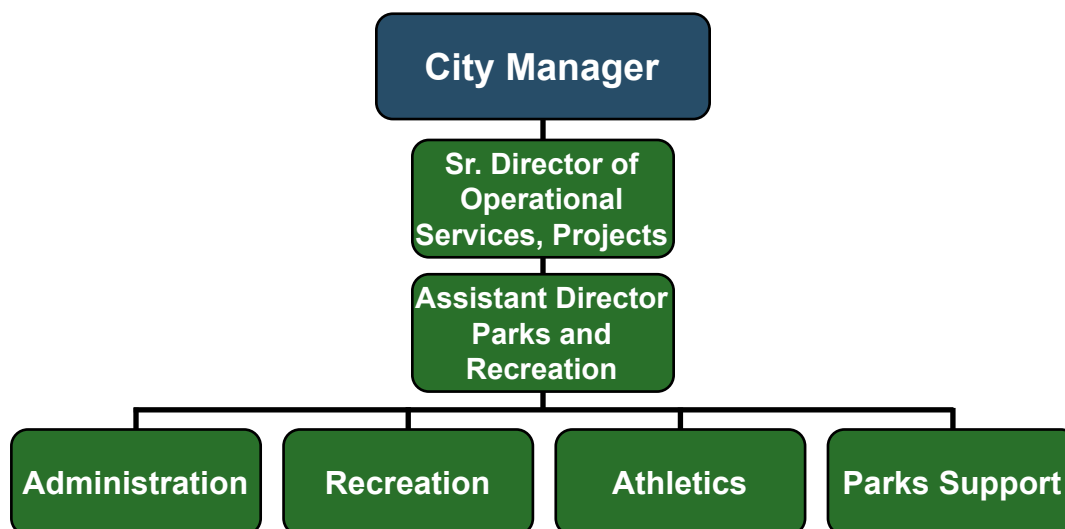 City Manager
Sr. Director of
Operational
Services, Projects
Assistant Director
Parks and
Recreation
Administration
Recreation
Athletics
Parks Support